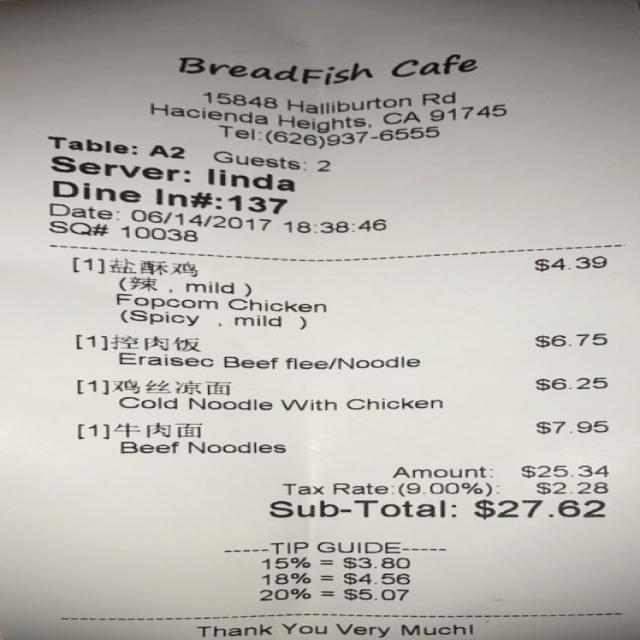 BreadFish Cafe
15848 Halliburton Rd
Hacienda Heights, CA 91745
Tel:(626)937-6555
Table: A2 Guests: 2
Server: linda
Dine In#:137
Date: 06/14/2017 18:38:46
SQ# 10038
[1]盐酥鸡 $4.39
(辣 , mild )
Fopcom Chicken
(Spicy , mild )
[1]控肉饭 $6.75
Eraisec Beef flee/Noodle
[1]鸡丝凉面 $6.25
Cold Noodle With Chicken
[1]牛肉面 $7.95
Beef Noodles
Amount: $25.34
Tax Rate:(9.00%): $2.28
Sub-Total: $27.62
-----TIP GUIDE-----
15% = $3.80
18% = $4.56
20% = $5.07
Thank You Very Much!